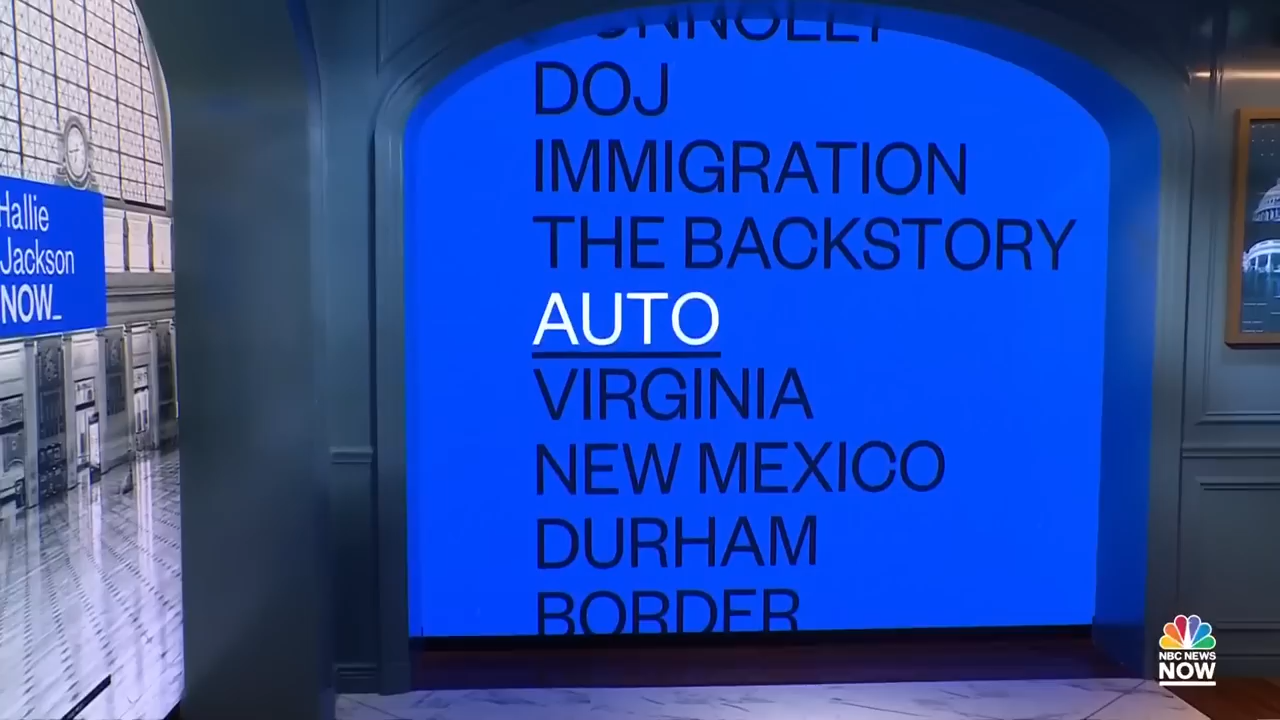 Hallie
Jackson
NOW_
DOJ
IMMIGRATION
THE BACKSTORY
AUTO
VIRGINIA
NEW MEXICO
DURHAM
BORDER
NBC NEWS
NOW